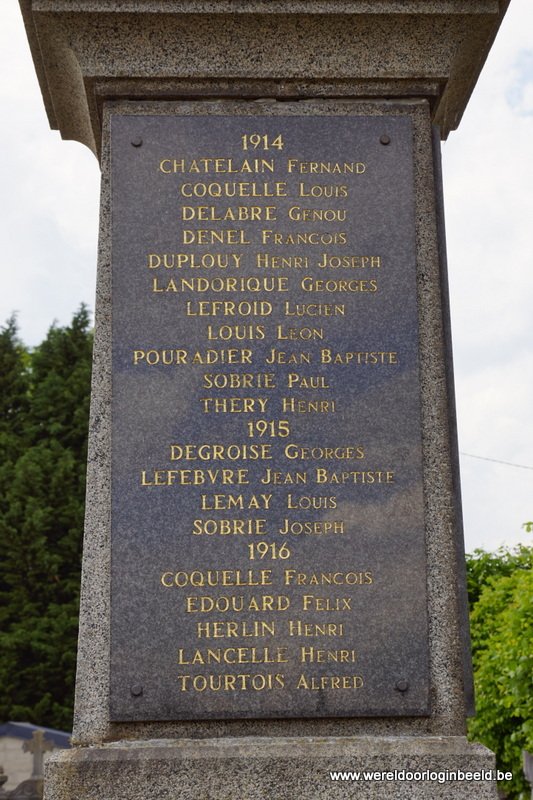 1914
CHATELAIN FERNAND
COQUELLE LOUIS
DELABRE GENOU
DENEL FRANCOIS
DUPLOUY HENRI JOSEPH
LANDORIQUE GEORGES
LEFROID LUCIEN
LOUIS LEON
POURADIER JEAN BAPTISTE
SOBRIE PAUL
THERY HENRI
1915
DEGROISE GEORGES
LEFEBVRE JEAN BAPTISTE
LEMAY LOUIS
SOBRIE JOSEPH
1916
COQUELLE FRANCOIS
EDOUARD FELIX
HERLIN HENRI
LANCELLE HENRI
TOURTOIS ALFRED
www.wereldoorloginbeeld.be